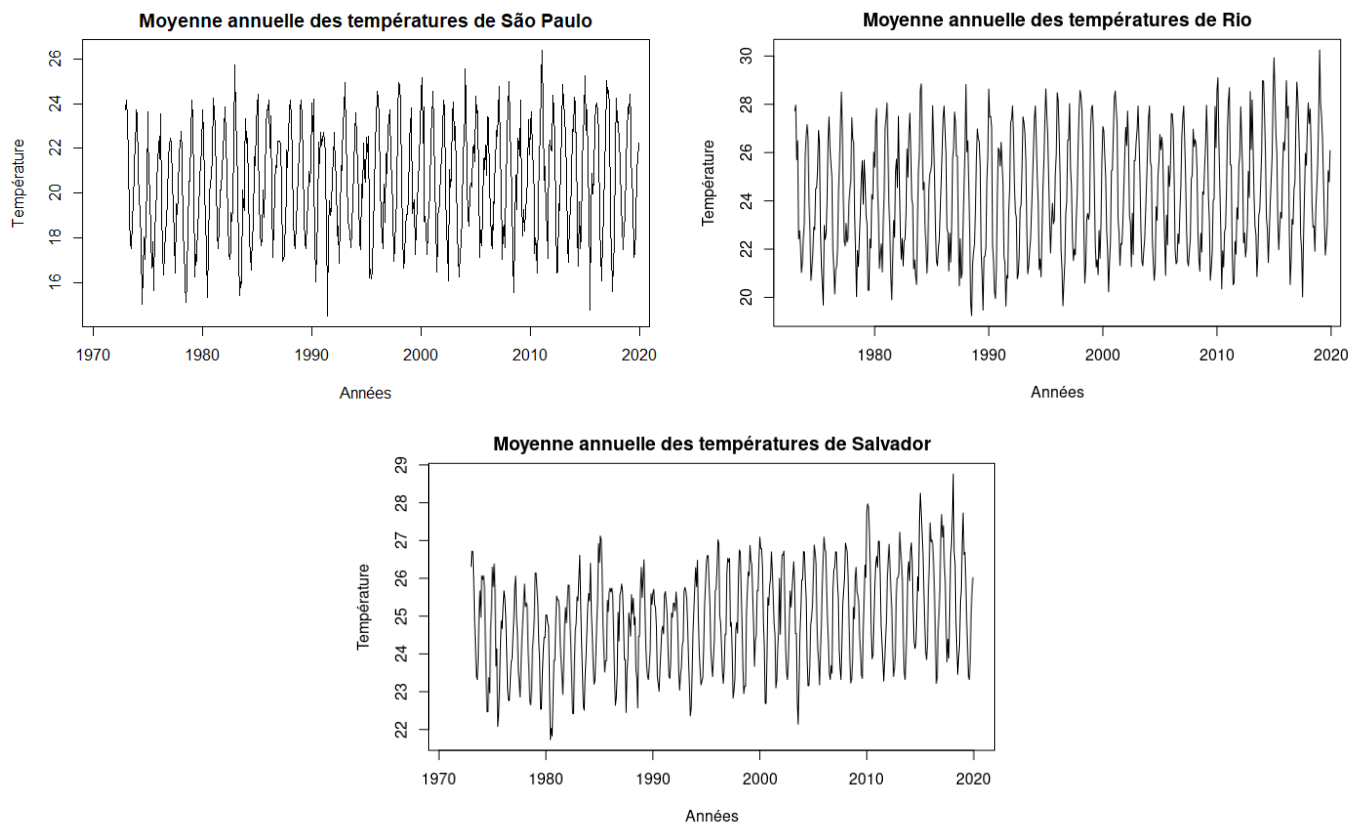 Moyenne annuelle des températures de São Paulo
Température
26
24
22
20
18
16
1970 1980 1990 2000 2010 2020
Années
Moyenne annuelle des températures de Rio
Température
30
28
26
24
22
20
1980 1990 2000 2010 2020
Années
Moyenne annuelle des températures de Salvador
Température
29
28
27
26
25
24
23
22
1970 1980 1990 2000 2010 2020
Années